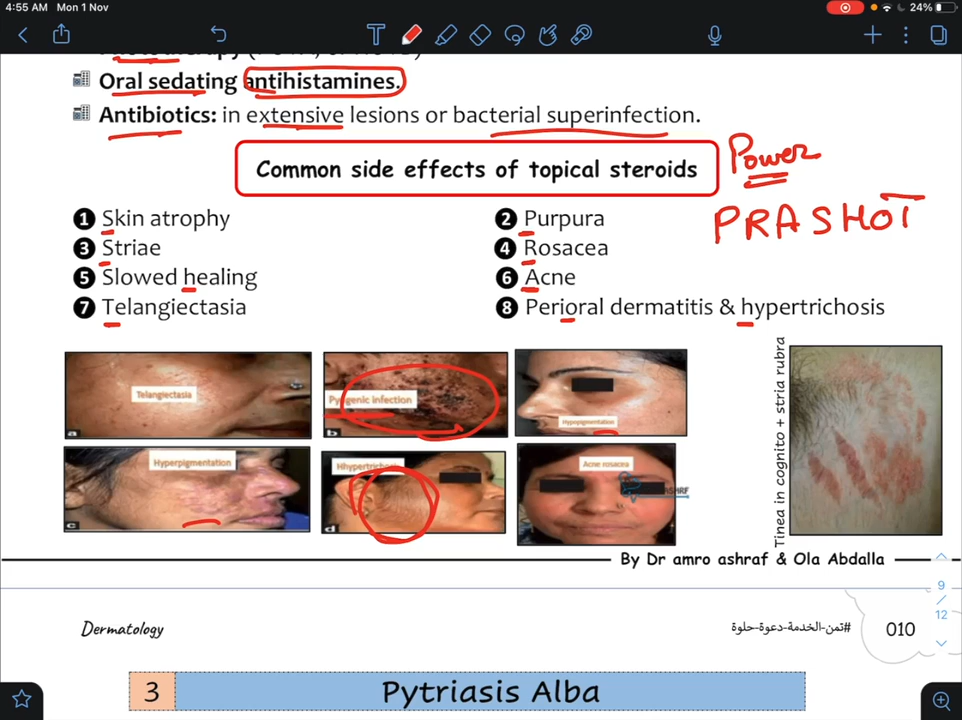 4:55 AM Mon 1 Nov
24%
Oral sedating antihistamines.
Antibiotics: in extensive lesions or bacterial superinfection.
Common side effects of topical steroids
Power
PRASHOT
1 Skin atrophy
2 Purpura
3 Striae
4 Rosacea
5 Slowed healing
6 Acne
7 Telangiectasia
8 Perioral dermatitis & hypertrichosis
Telangiectasia
a
Pyogenic infection
b
Hypopigmentation
Hyperpigmentation
c
Hhypertrichosis
d
Acne rosacea
Tinea in cognito + stria rubra
By Dr amro ashraf & Ola Abdalla
9
/
12
Dermatology
#تمن-الخدمة-دعوة-حلوة
010
3 Pytriasis Alba